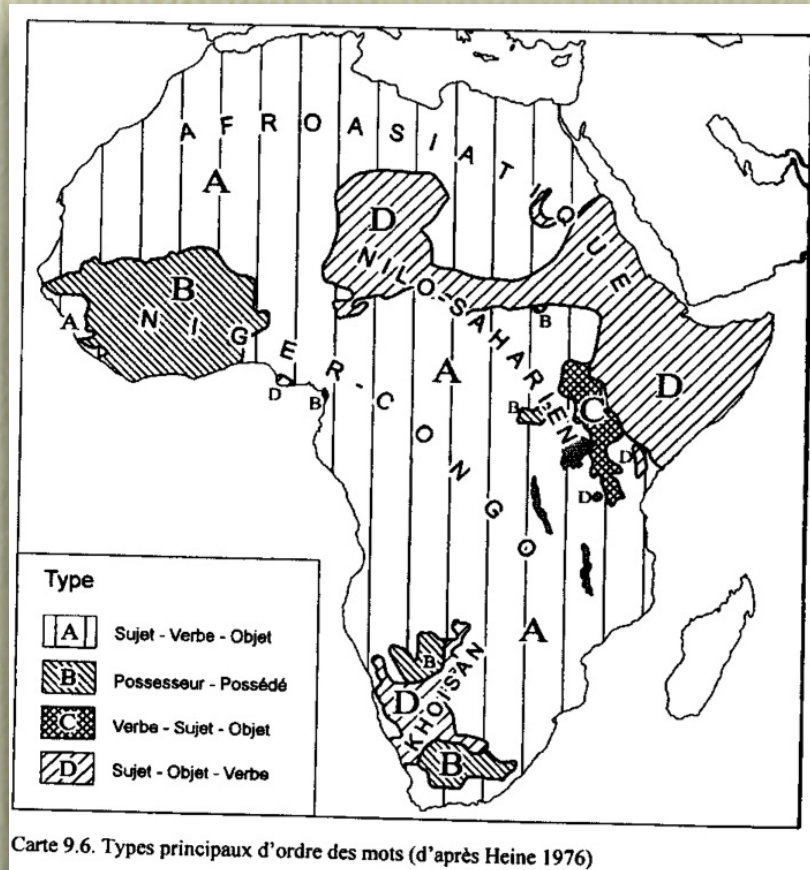 AFROASIATIQUE
A
D
NILO-SAHARIEN
B
A
NIGER-CONGO
B
A
D
D
B
C
B
D
D
A
B
KHOISAN
D
B
Type
A Sujet - Verbe - Objet
B Possesseur - Possédé
C Verbe - Sujet - Objet
D Sujet - Objet - Verbe
Carte 9.6. Types principaux d'ordre des mots (d'après Heine 1976)